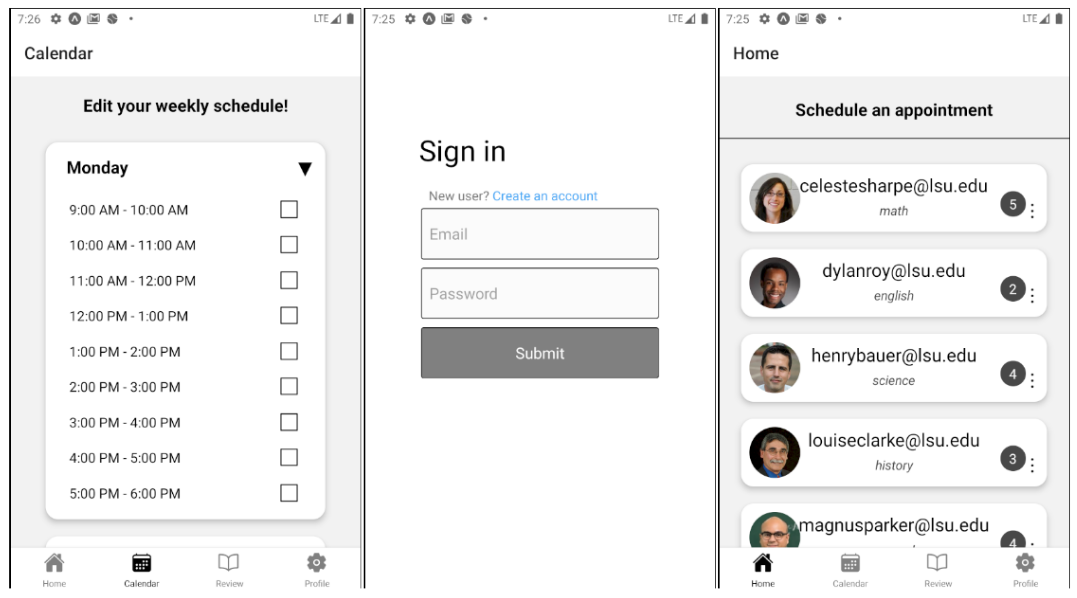 7:26
LTE
Calendar
Edit your weekly schedule!
Monday
9:00 AM - 10:00 AM
10:00 AM - 11:00 AM
11:00 AM - 12:00 PM
12:00 PM - 1:00 PM
1:00 PM - 2:00 PM
2:00 PM - 3:00 PM
3:00 PM - 4:00 PM
4:00 PM - 5:00 PM
5:00 PM - 6:00 PM
Home Calendar Review Profile
7:25
LTE
Sign in
New user? Create an account
Email
Password
Submit
7:25
LTE
Home
Schedule an appointment
celestesharpe@lsu.edu
math
5
dylanroy@lsu.edu
english
2
henrybauer@lsu.edu
science
4
louiseclarke@lsu.edu
history
3
magnusparker@lsu.edu
4
Home Calendar Review Profile